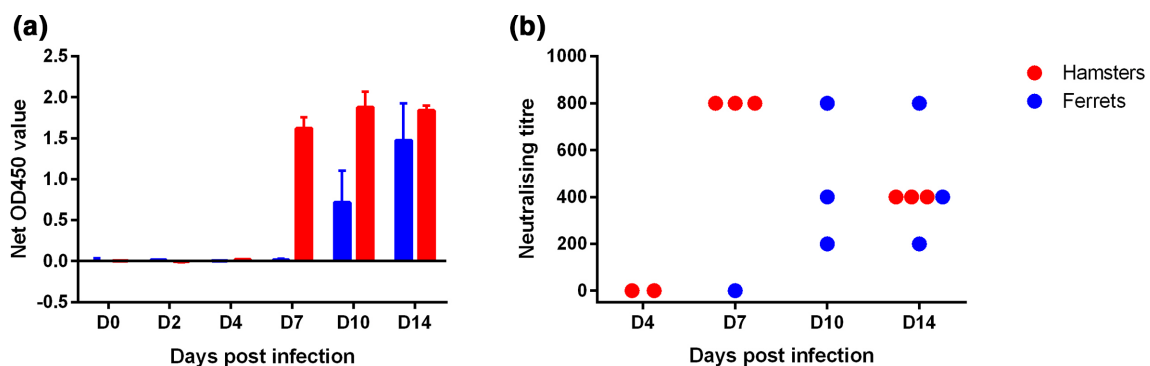 (a)
Net OD450 value
2.5
2.0
1.5
1.0
0.5
0.0
-0.5
D0 D2 D4 D7 D10 D14
Days post infection
(b)
Neutralising titre
1000
800
600
400
200
0
D4 D7 D10 D14
Days post infection
Hamsters
Ferrets